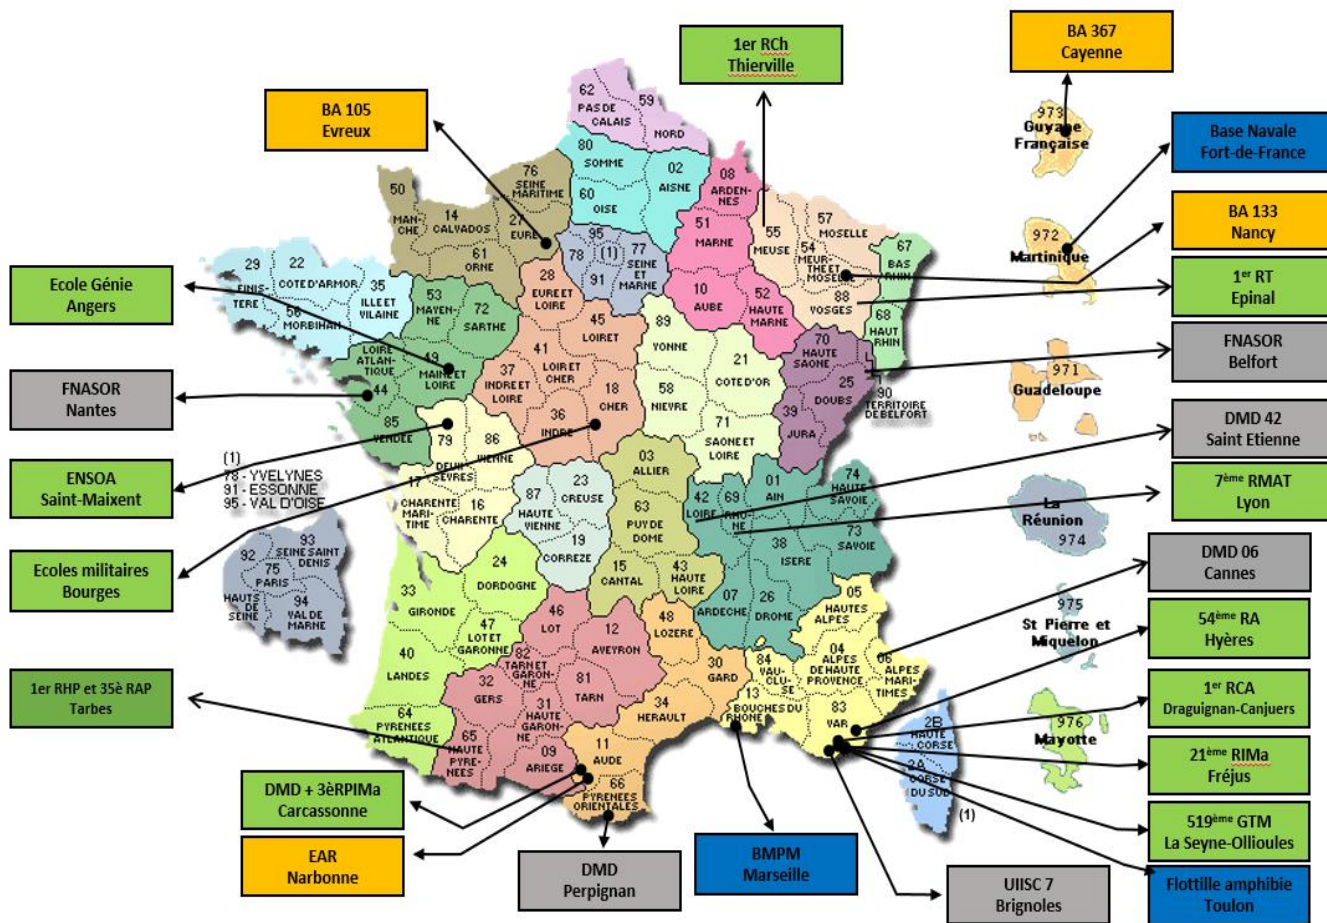 1er RCh
Thierville
BA 367
Cayenne
BA 105
Evreux
Base Navale
Fort-de-France
BA 133
Nancy
1er RT
Epinal
FNASOR
Belfort
DMD 42
Saint Etienne
7ème RMAT
Lyon
DMD 06
Cannes
54ème RA
Hyères
1er RCA
Draguignan-Canjuers
21ème RIMa
Fréjus
519ème GTM
La Seyne-Ollioules
Flottille amphibie
Toulon
UIISC 7
Brignoles
BMPM
Marseille
DMD
Perpignan
EAR
Narbonne
DMD + 3èRPIMa
Carcassonne
1er RHP et 35è RAP
Tarbes
Ecoles militaires
Bourges
ENSOA
Saint-Maixent
FNASOR
Nantes
Ecole Génie
Angers
62
PAS DE
CALAIS
59
NORD
80
SOMME
02
AISNE
60
OISE
76
SEINE
MARITIME
27
EURE
50
MAN-
CHE
14
CALVADOS
61
ORNE
08
ARDEN-
NES
51
MARNE
10
AUBE
52
HAUTE
MARNE
55
MEUSE
57
MOSELLE
54
MEUR-
THE ET
MOSELLE
88
VOSGES
67
BAS
RHIN
68
HAUT
RHIN
95
(1)
78
91
77
SEINE
ET
MARNE
29
FINIS-
TERE
22
COTE D'ARMOR
35
ILLE ET
VILAINE
56
MORBIHAN
53
MAYEN-
NE
72
SARTHE
LOIRE
ATLAN-
TIQUE
44
49
MAINE ET
LOIRE
85
VENDEE
28
EURE ET
LOIRE
45
LOIRET
41
LOIR ET
CHER
37
INDRE ET
LOIRE
18
CHER
36
INDRE
89
YONNE
21
COTE D'OR
58
NIEVRE
71
SAONE ET
LOIRE
70
HAUTE
SAONE
25
DOUBS
39
JURA
90
TERRITOIRE
DE BELFORT
79
DEUX
SEVRES
86
VIENNE
17
CHARENTE
MARI-
TIME
16
CHARENTE
87
HAUTE
VIENNE
23
CREUSE
19
CORREZE
03
ALLIER
63
PUY DE
DOME
15
CANTAL
43
HAUTE
LOIRE
42
LOIRE
69
RHO-
NE
01
AIN
74
HAUTE
SAVOIE
73
SAVOIE
38
ISERE
07
ARDECHE
26
DROME
24
DORDOGNE
33
GIRONDE
47
LOT ET
GARONNE
40
LANDES
64
PYRENEES
ATLANTIQUE
46
LOT
12
AVEYRON
82
TARN ET
GARON-
NE
32
GERS
81
TARN
31
HAUTE
GARON-
NE
65
HAUTE
PYRE-
NEES
09
ARIEGE
48
LOZERE
30
GARD
34
HERAULT
11
AUDE
66
PYRENEES
ORIENTALES
05
HAUTES
ALPES
04
ALPES
DE HAUTE
PROVENCE
06
ALPES
MARI-
TIMES
84
VAU-
CLU-
SE
13
BOUCHES DU
RHONE
83
VAR
2B
HAUTE
CORSE
2A
CORSE
DU SUD
(1)
(1)
78 - YVELYNES
91 - ESSONNE
95 - VAL D'OISE
92
HAUTS
DE
SEINE
93
SEINE SAINT
DENIS
75
PARIS
94
VAL DE
MARNE
973
Guyane
Française
972
Martinique
971
Guadeloupe
La
Réunion
974
975
St Pierre et
Miquelon
976
Mayotte